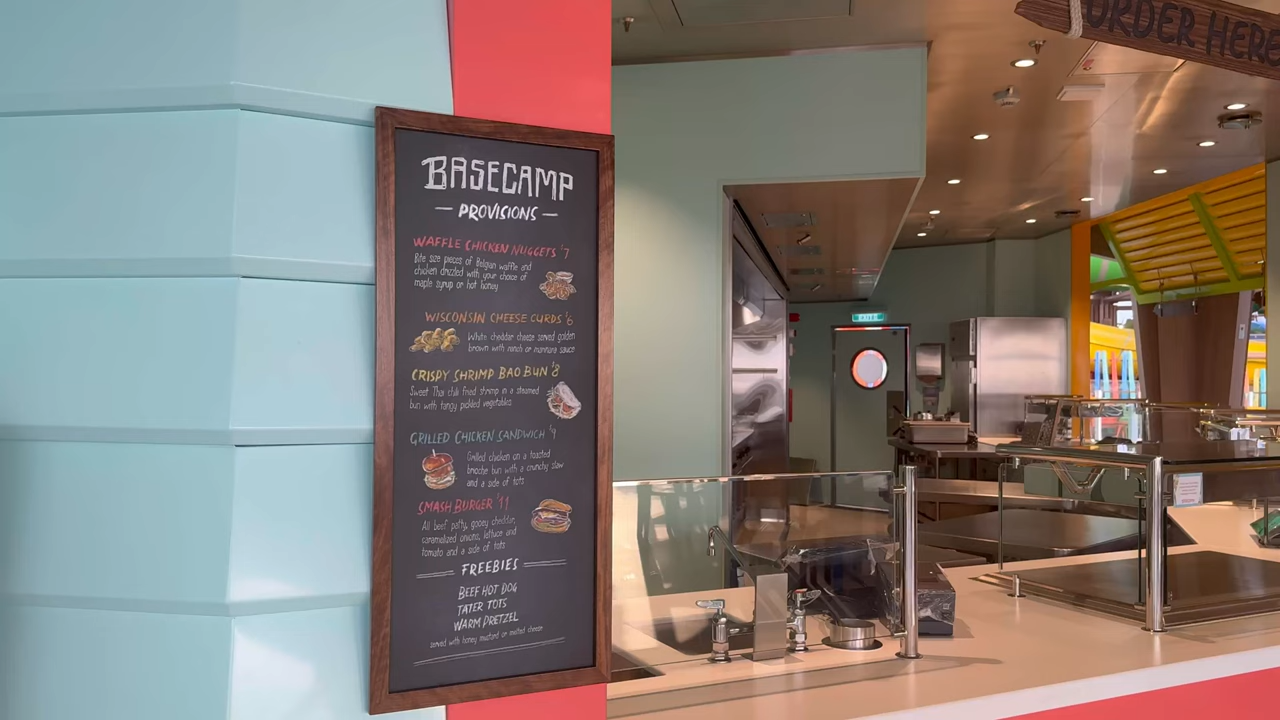 BASECAMP
PROVISIONS
WAFFLE CHICKEN NUGGETS $7
Bite size pieces of Belgian waffle and
chicken drizzled with your choice of
maple syrup or hot honey
WISCONSIN CHEESE CURDS $6
White cheddar cheese served golden
brown with ranch or marinara sauce
CRISPY SHRIMP BAO BUN $8
Sweet Thai chili fried shrimp in a steamed
bun with tangy pickled vegetables
GRILLED CHICKEN SANDWICH $9
Grilled chicken on a toasted
brioche bun with a crunchy slaw
and a side of tots
SMASH BURGER $11
All beef patty, gooey cheddar,
caramelized onions, lettuce and
tomato and a side of tots
FREEBIES
BEEF HOT DOG
TATER TOTS
WARM PRETZEL
served with honey mustard or melted cheese
ORDER HERE
EXIT